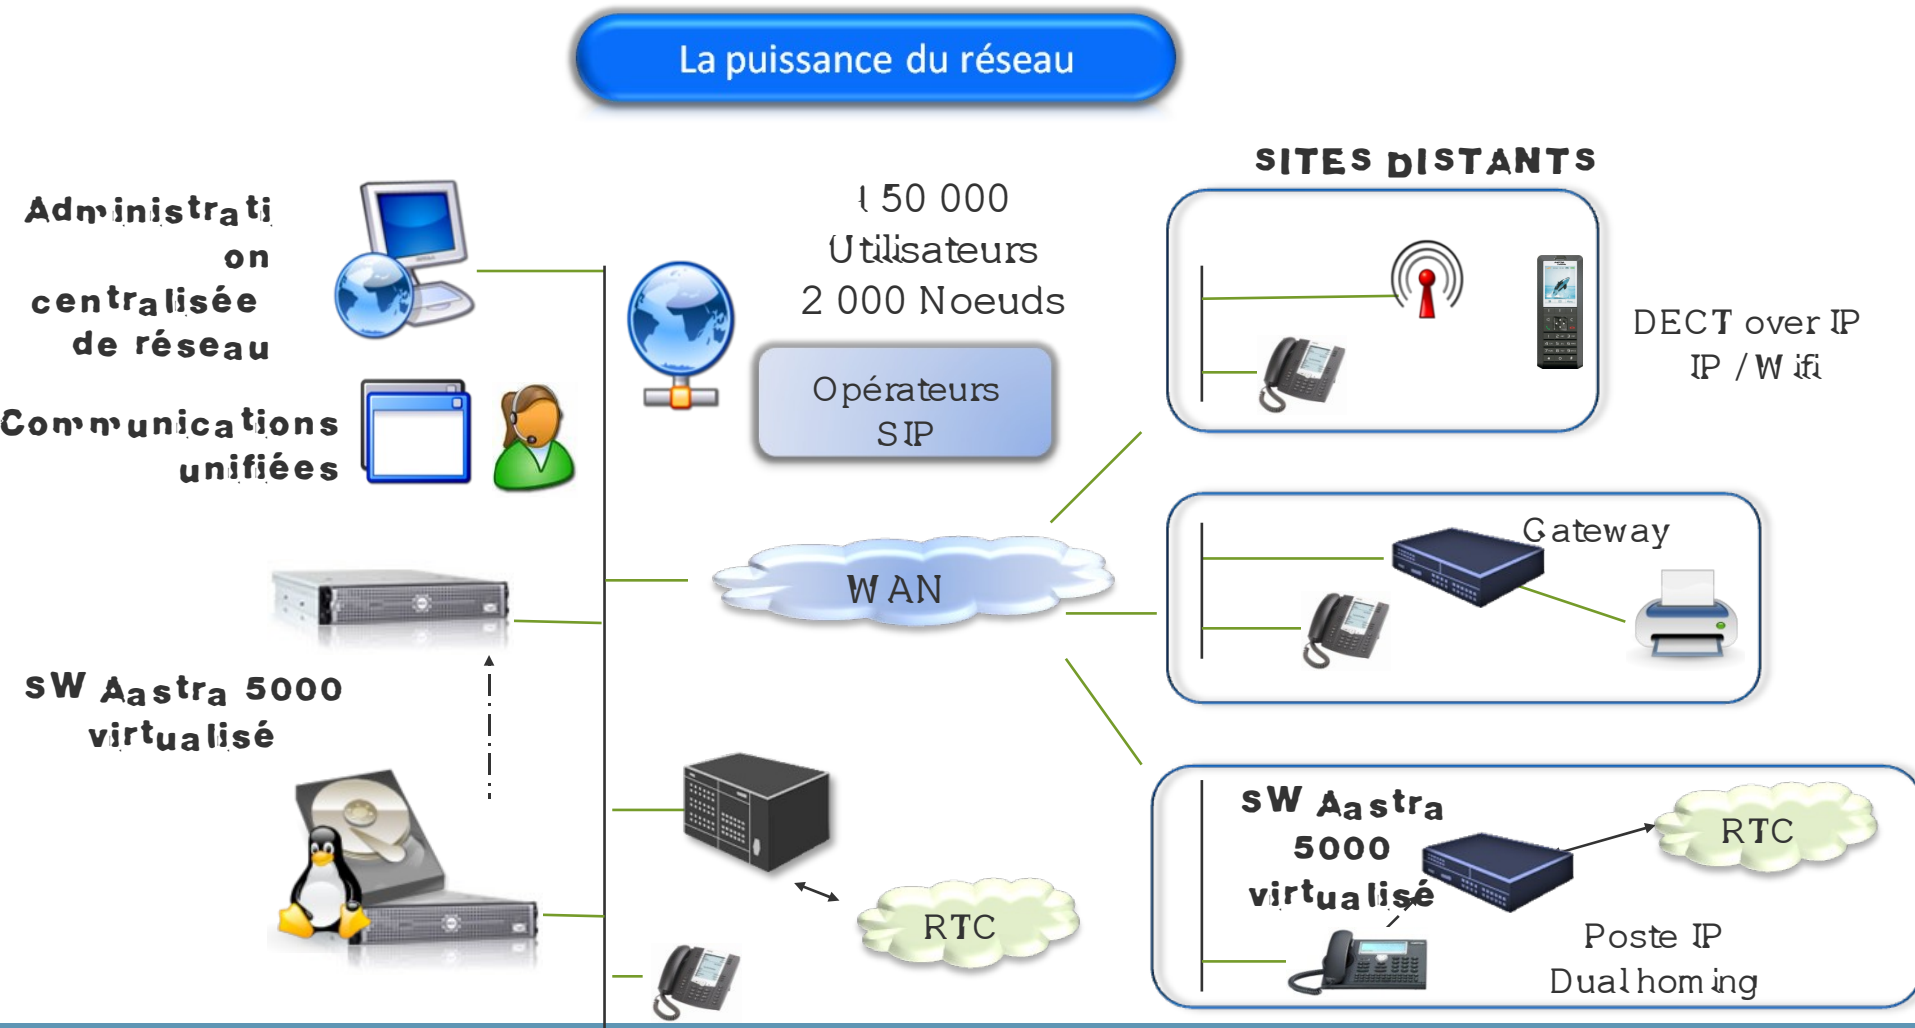 La puissance du réseau
Administrati
on
centralisée
de réseau
Communications
unifiées
SW Aastra 5000
virtualisé
150 000
Utilisateurs
2 000 Noeuds
Opérateurs
SIP
WAN
RTC
SITES DISTANTS
DECT over IP
IP / Wifi
Gateway
SW Aastra
5000
virtualisé
RTC
Poste IP
Dual homing